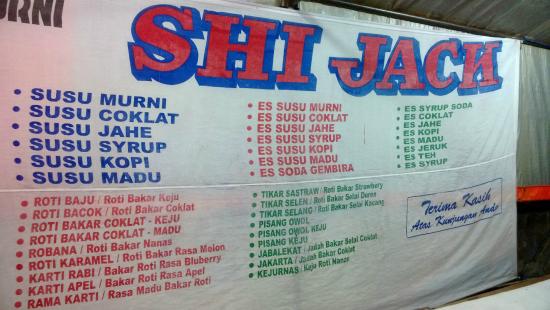 URNI
SHI JACK
• SUSU MURNI
• SUSU COKLAT
• SUSU JAHE
• SUSU SYRUP
• SUSU KOPI
• SUSU MADU
• ES SUSU MURNI
• ES SUSU COKLAT
• ES SUSU JAHE
• ES SUSU SYRUP
• ES SUSU KOPI
• ES SUSU MADU
• ES SODA GEMBIRA
• ES SYRUP SODA
• ES COKLAT
• ES JAHE
• ES KOPI
• ES MADU
• ES JERUK
• ES TEH
• ES SYRUP
• ROTI BAJU / Roti Bakar Keju
• ROTI BACOK / Roti Bakar Coklat
• ROTI BAKAR COKLAT - KEJU
• ROTI BAKAR COKLAT - MADU
• ROBANA / Roti Bakar Nanas
• ROTI KARAMEL / Roti Bakar Rasa Melon
• KARTI RABI / Bakar Roti Rasa Bluberry
• KARTI APEL / Bakar Roti Rasa Apel
• RAMA KARTI / Rasa Madu Bakar Roti
• TIKAR SASTRAW / Roti Bakar Strawbery
• TIKAR SELEN / Roti Bakar Selai Duren
• TIKAR SELANG / Roti Bakar Selai Kacang
• PISANG OWOL
• PISANG KEJU
• JABALEKAT / Jadah Bakar Selai Coklat
• JAKARTA / Jadah Bakar Coklat
• KEJURNAS / Keju Roti Nanas
Terima Kasih
Atas Kunjungan Anda